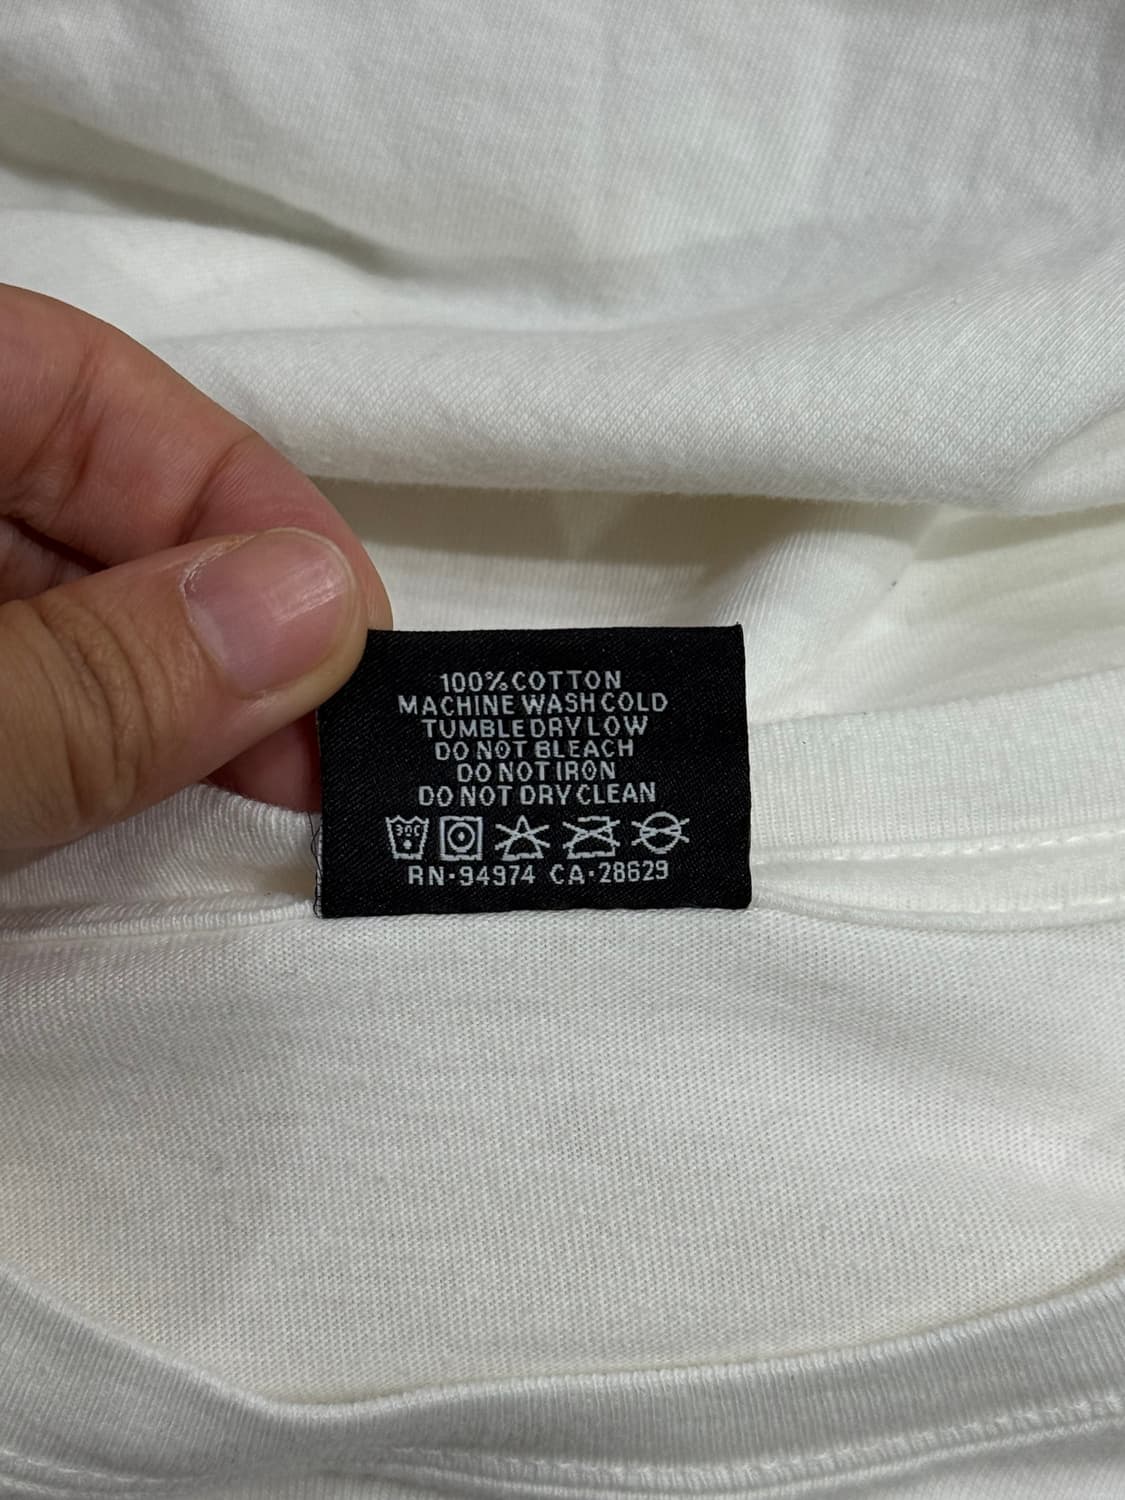 100% COTTON
MACHINE WASH COLD
TUMBLE DRY LOW
DO NOT BLEACH
DO NOT IRON
DO NOT DRY CLEAN
30C
RN-94974 CA-28629